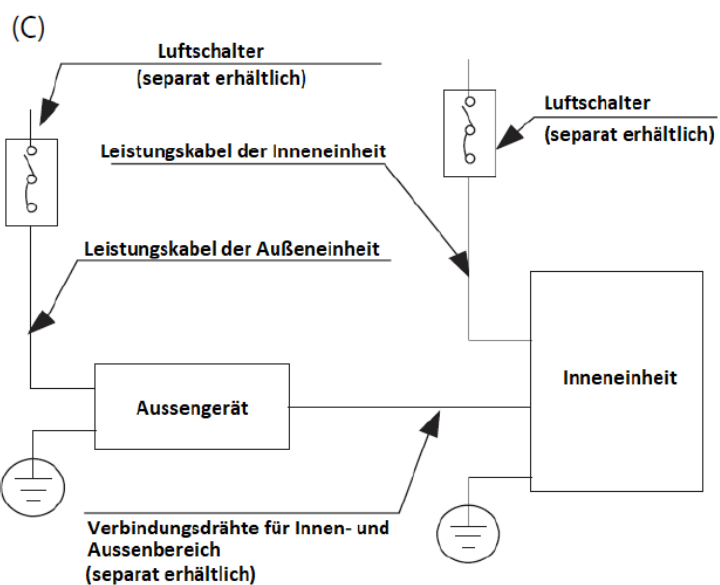 (C)
Luftschalter
(separat erhältlich)
Luftschalter
(separat erhältlich)
Leistungskabel der Inneneinheit
Leistungskabel der Außeneinheit
Aussengerät
Inneneinheit
Verbindungsdrähte für Innen- und
Aussenbereich
(separat erhältlich)